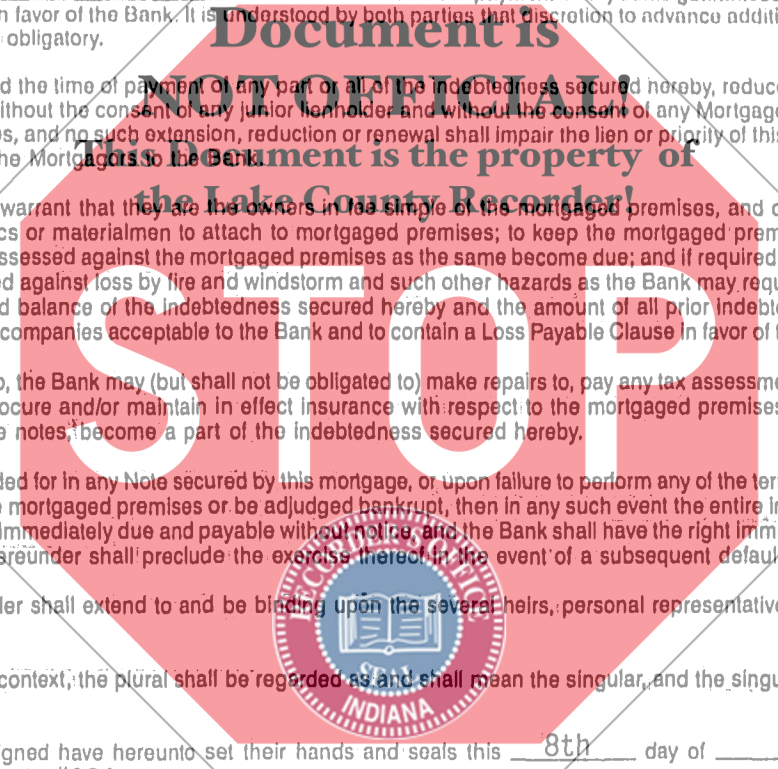 n favor of the Bank. It is understood by both parties that discretion to advance additi
Document is
obligatory.
d the time of payment of any part or all of the indebtedness secured hereby, reduc
NOT OFFICIAL!
ithout the consent of any junior lienholder and without the consent of any Mortgag
es, and no such extension, reduction or renewal shall impair the lien or priority of this
This Document is the property of
he Mortgagors to the Bank.
the Lake County Recorder!
warrant that they are the owners in fee simple of the mortgaged premises, and c
cs or materialmen to attach to mortgaged premises; to keep the mortgaged prem
ssessed against the mortgaged premises as the same become due; and if required
ed against loss by fire and windstorm and such other hazards as the Bank may requ
d balance of the indebtedness secured hereby and the amount of all prior indebte
companies acceptable to the Bank and to contain a Loss Payable Clause in favor of t
STOP
o, the Bank may (but shall not be obligated to) make repairs to, pay any tax assessme
ocure and/or maintain in effect insurance with respect to the mortgaged premises
e notes, become a part of the indebtedness secured hereby.
ded for in any Note secured by this mortgage, or upon failure to perform any of the ter
e mortgaged premises or be adjudged bankrupt, then in any such event the entire in
immediately due and payable without notice, and the Bank shall have the right imm
ereunder shall preclude the exercise thereof in the event of a subsequent defaul
RECORDER'S OFFICE
der shall extend to and be binding upon the several heirs, personal representative
SEAL
context, the plural shall be regarded as and shall mean the singular, and the singu
INDIANA
igned have hereunto set their hands and seals this 8th day of